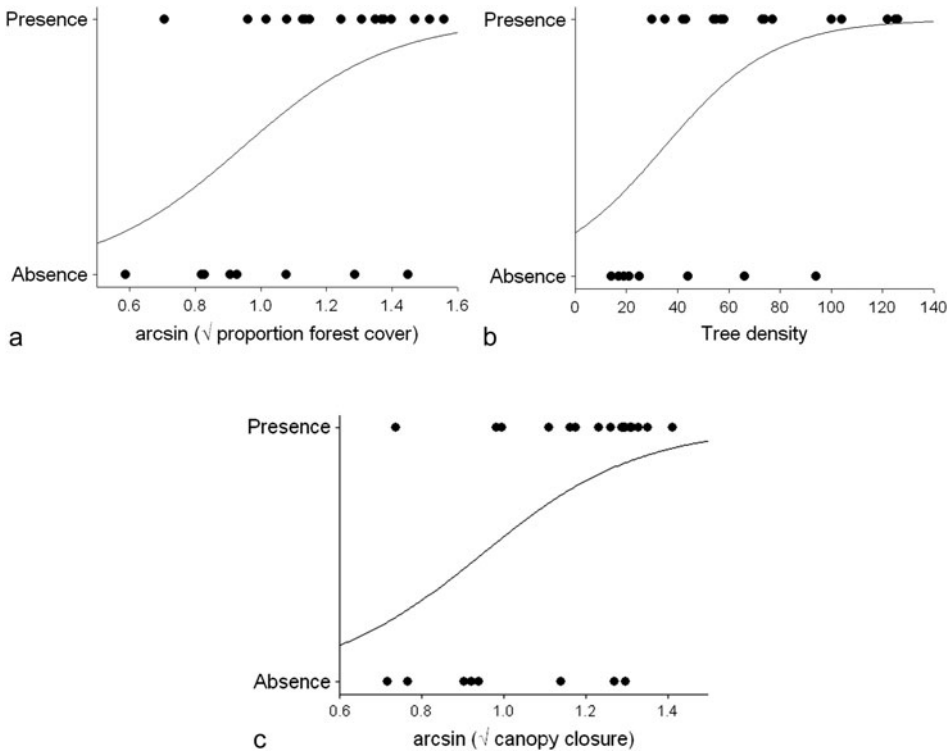 Presence
Absence
0.6 0.8 1.0 1.2 1.4 1.6
arcsin (√ proportion forest cover)
a
Presence
Absence
0 20 40 60 80 100 120 140
Tree density
b
Presence
Absence
0.6 0.8 1.0 1.2 1.4
arcsin (√ canopy closure)
c